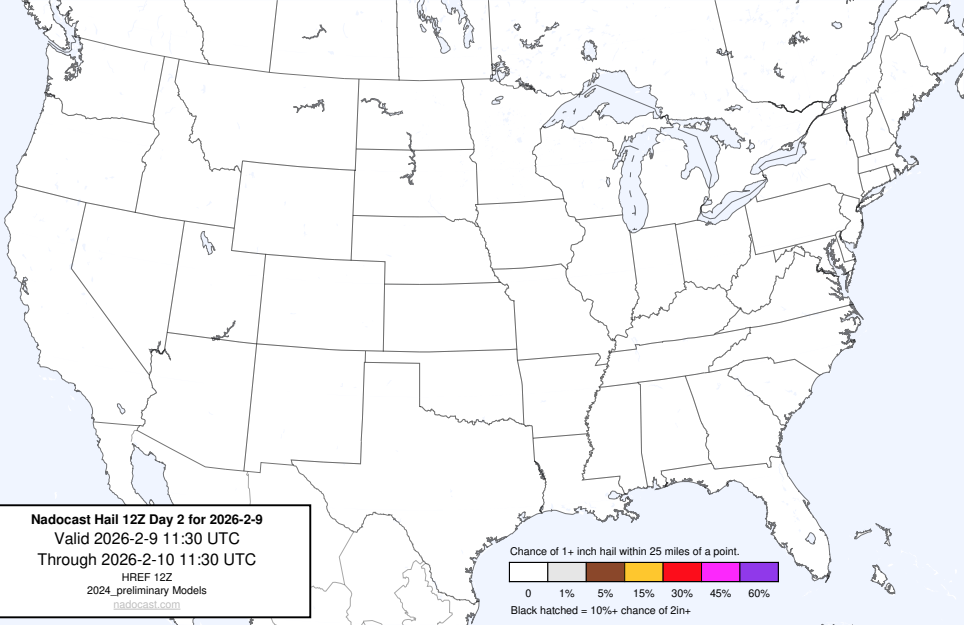 Nadocast Hail 12Z Day 2 for 2026-2-9
Valid 2026-2-9 11:30 UTC
Through 2026-2-10 11:30 UTC
HREF 12Z
2024_preliminary Models
nadocast.com
Chance of 1+ inch hail within 25 miles of a point.
0 1% 5% 15% 30% 45% 60%
Black hatched = 10%+ chance of 2in+